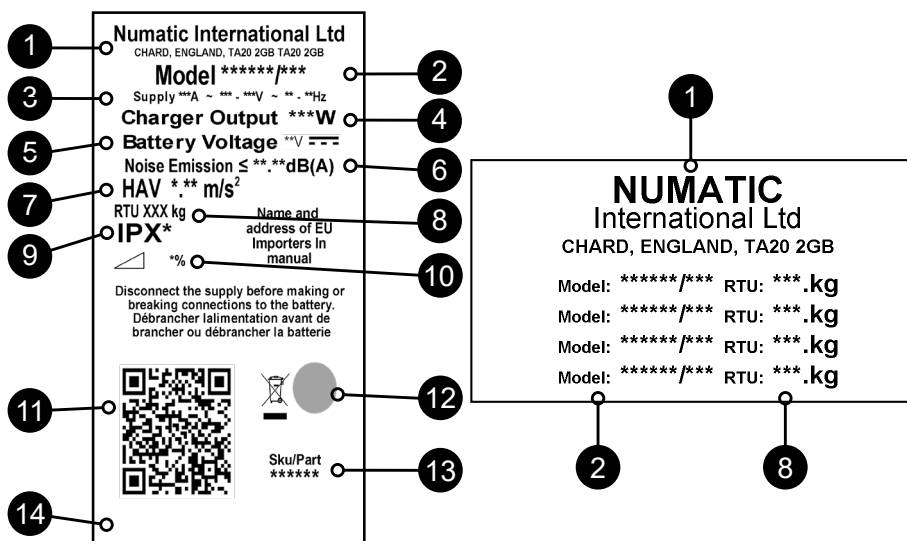 1
Numatic International Ltd
CHARD, ENGLAND, TA20 2GB TA20 2GB
2
Model ******/***
3
Supply ***A ~ *** - ***V ~ ** - **Hz
4
Charger Output ***W
5
Battery Voltage **V
6
Noise Emission ≤ **.**dB(A)
7
HAV *.** m/s²
8
RTU XXX kg
9
IPX*
Name and
address of EU
Importers In
manual
10
*%
Disconnect the supply before making or
breaking connections to the battery.
Débrancher lalimentation avant de
brancher ou débrancher la batterie
11
12
13
Sku/Part
******
14
1
NUMATIC
International Ltd
CHARD, ENGLAND, TA20 2GB
Model: ******/*** RTU: ***.kg
Model: ******/*** RTU: ***.kg
Model: ******/*** RTU: ***.kg
Model: ******/*** RTU: ***.kg
2
8